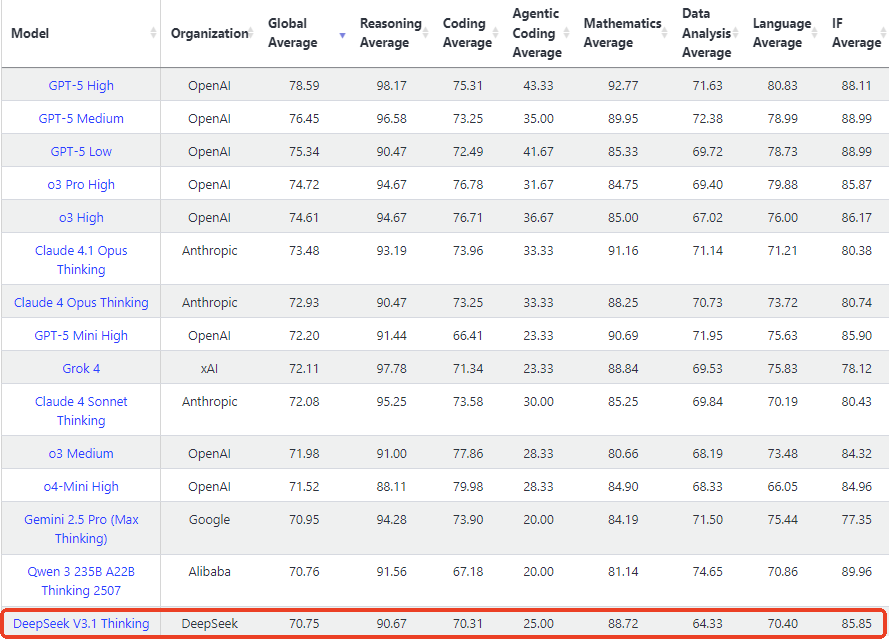 Model Organization Global Average Reasoning Average Coding Average Agentic Coding Average Mathematics Average Data Analysis Average Language Average IF Average
GPT-5 High OpenAI 78.59 98.17 75.31 43.33 92.77 71.63 80.83 88.11
GPT-5 Medium OpenAI 76.45 96.58 73.25 35.00 89.95 72.38 78.99 88.99
GPT-5 Low OpenAI 75.34 90.47 72.49 41.67 85.33 69.72 78.73 88.99
o3 Pro High OpenAI 74.72 94.67 76.78 31.67 84.75 69.40 79.88 85.87
o3 High OpenAI 74.61 94.67 76.71 36.67 85.00 67.02 76.00 86.17
Claude 4.1 Opus Thinking Anthropic 73.48 93.19 73.96 33.33 91.16 71.14 71.21 80.38
Claude 4 Opus Thinking Anthropic 72.93 90.47 73.25 33.33 88.25 70.73 73.72 80.74
GPT-5 Mini High OpenAI 72.20 91.44 66.41 23.33 90.69 71.95 75.63 85.90
Grok 4 xAI 72.11 97.78 71.34 23.33 88.84 69.53 75.83 78.12
Claude 4 Sonnet Thinking Anthropic 72.08 95.25 73.58 30.00 85.25 69.84 70.19 80.43
o3 Medium OpenAI 71.98 91.00 77.86 28.33 80.66 68.19 73.48 84.32
o4-Mini High OpenAI 71.52 88.11 79.98 28.33 84.90 68.33 66.05 84.96
Gemini 2.5 Pro (Max Thinking) Google 70.95 94.28 73.90 20.00 84.19 71.50 75.44 77.35
Qwen 3 235B A22B Thinking 2507 Alibaba 70.76 91.56 67.18 20.00 81.14 74.65 70.86 89.96
DeepSeek V3.1 Thinking DeepSeek 70.75 90.67 70.31 25.00 88.72 64.33 70.40 85.85